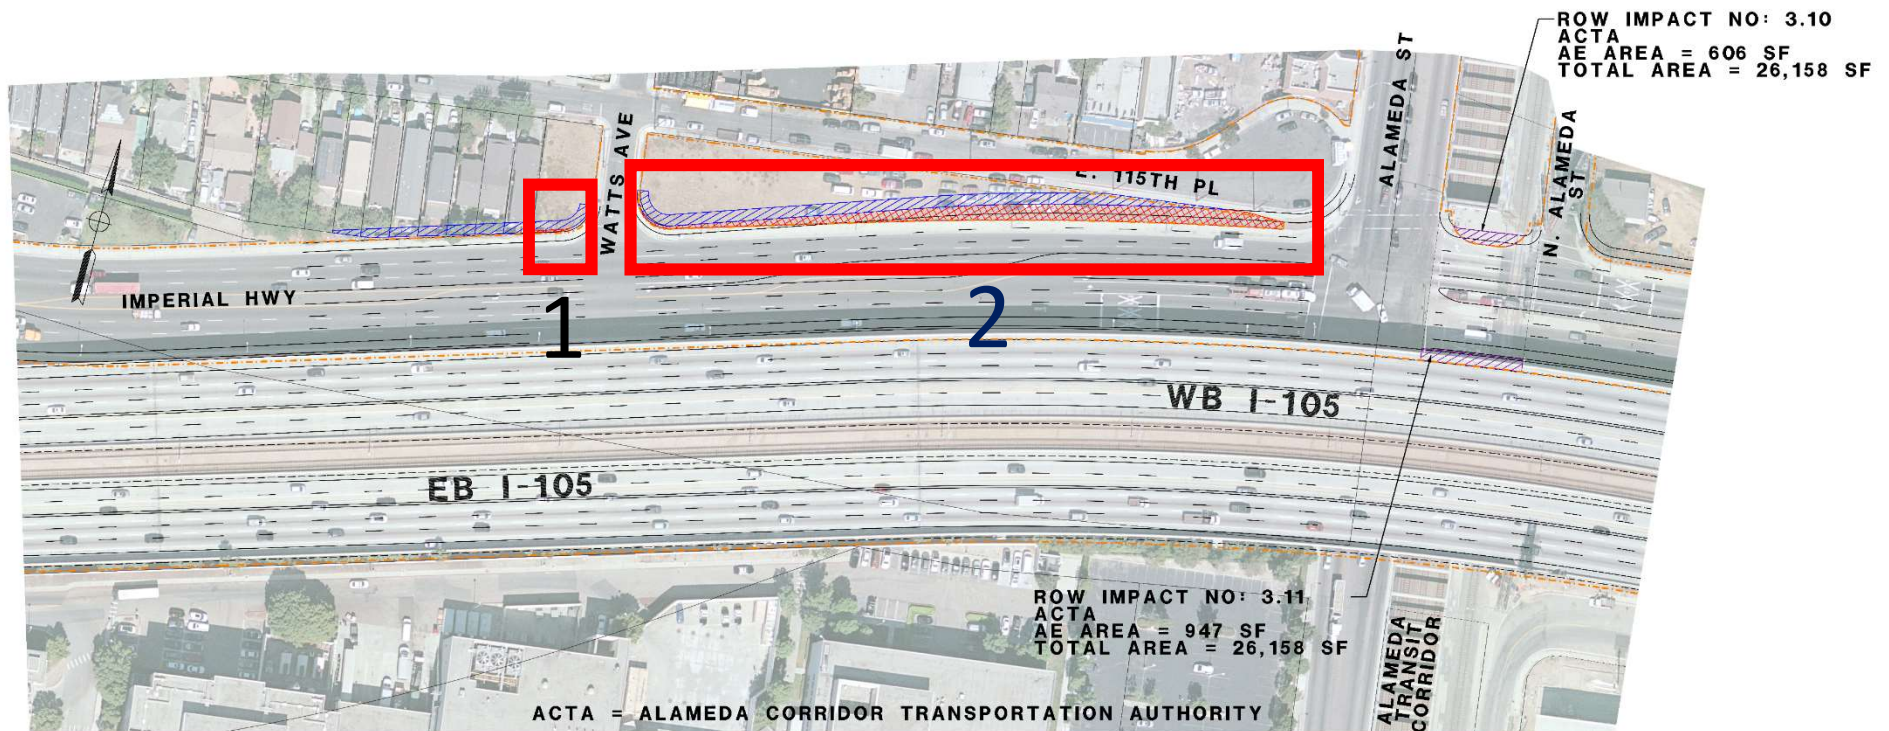 ROW IMPACT NO: 3.10
ACTA
AE AREA = 606 SF
TOTAL AREA = 26,158 SF
ALAMEDA ST
N. ALAMEDA
ST
WATTS AVE
E. 115TH PL
IMPERIAL HWY
1
2
WB I-105
EB I-105
ROW IMPACT NO: 3.11
ACTA
AE AREA = 947 SF
TOTAL AREA = 26,158 SF
ALAMEDA
TRANSIT
CORRIDOR
ACTA = ALAMEDA CORRIDOR TRANSPORTATION AUTHORITY